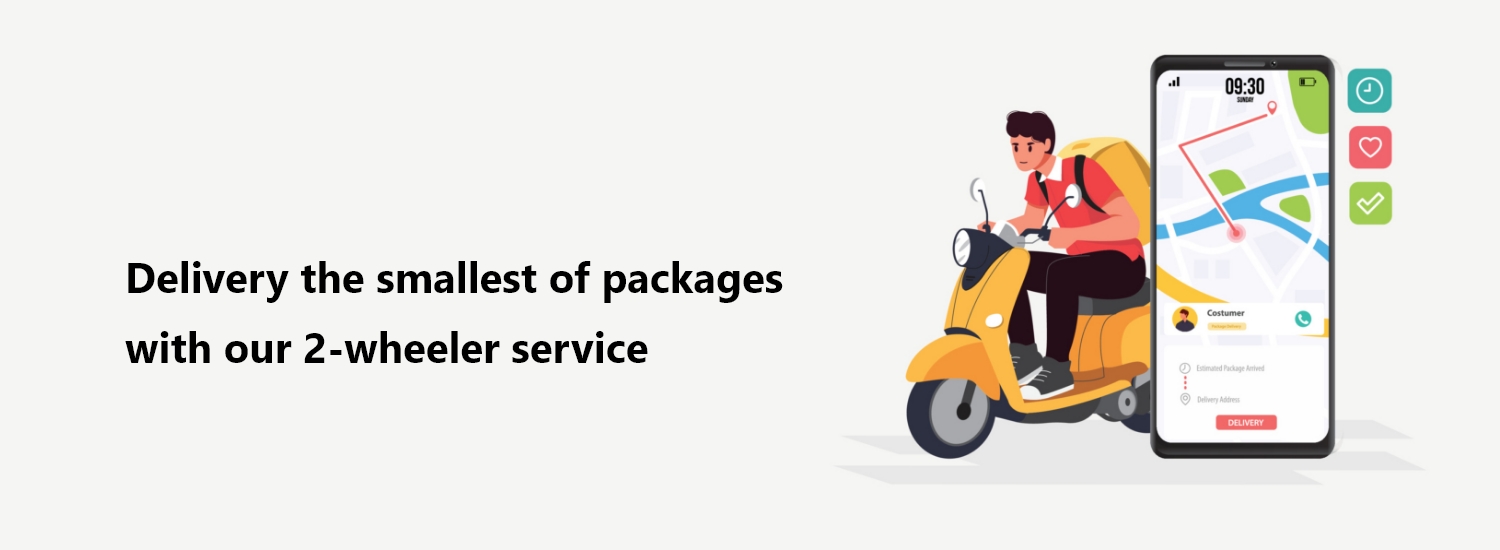 Delivery the smallest of packages
with our 2-wheeler service
09:30
SUNDAY
Costumer
Package Delivery
Estimated Package Arrived
Delivery Address
DELIVERY